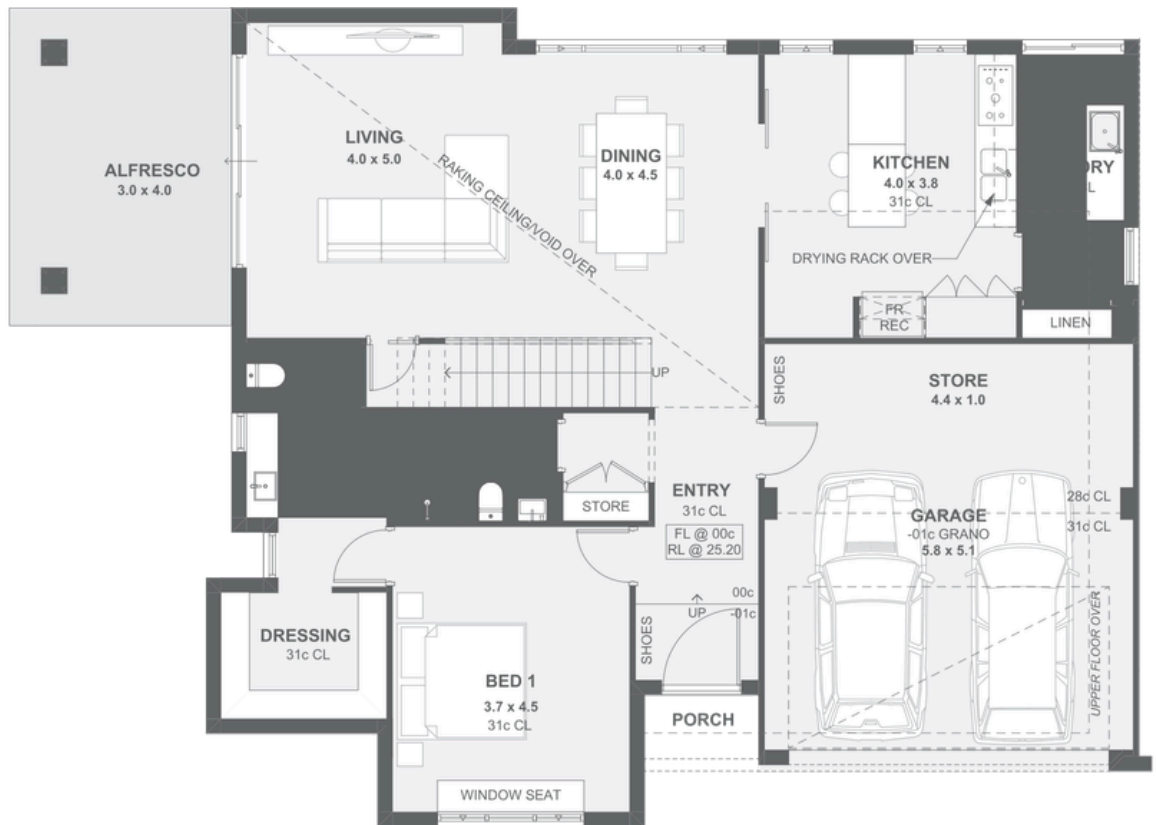 ALFRESCO
3.0 x 4.0
LIVING
4.0 x 5.0
RAKING CEILING/VOID OVER
DINING
4.0 x 4.5
KITCHEN
4.0 x 3.8
31c CL
DRYING RACK OVER
FR
REC
DRY
L
LINEN
UP
SHOES
STORE
4.4 x 1.0
STORE
ENTRY
31c CL
FL @ 00c
RL @ 25.20
00c
UP
-01c
SHOES
28c CL
31c CL
GARAGE
-01c GRANO
5.8 x 5.1
UPPER FLOOR OVER
DRESSING
31c CL
BED 1
3.7 x 4.5
31c CL
WINDOW SEAT
PORCH